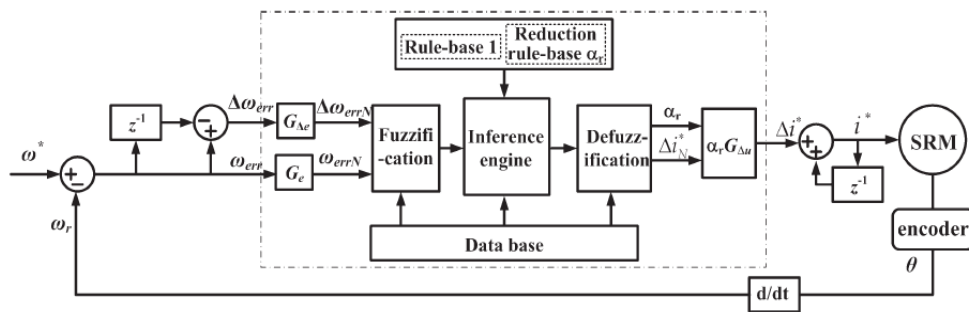 Rule-base 1
Reduction
rule-base αr
Δωerr
ΔωerrN
z⁻¹
GΔe
Fuzzifi
-cation
Inference
engine
Defuzz-
ification
αr
Δi*N
αrGΔu
Δi*
i*
SRM
ω*
ωerr
Ge
ωerrN
z⁻¹
ωr
Data base
encoder
θ
d/dt